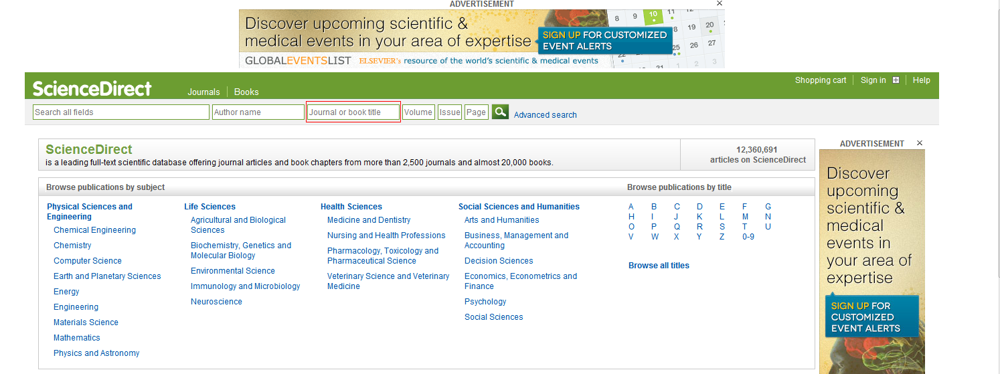 ADVERTISEMENT
Discover upcoming scientific &
medical events in your area of expertise
SIGN UP FOR CUSTOMIZED
EVENT ALERTS
GLOBALEVENTSLIST ELSEVIER's resource of the world's scientific & medical events
8 9 10 11
8 19 20
22 25 26 27
31 1 2 3
ScienceDirect Journals Books
Shopping cart Sign in Help
Search all fields Author name Journal or book title Volume Issue Page Advanced search
ScienceDirect
is a leading full-text scientific database offering journal articles and book chapters from more than 2,500 journals and almost 20,000 books.
12,360,691
articles on ScienceDirect
Browse publications by subject
Physical Sciences and
Engineering
Chemical Engineering
Chemistry
Computer Science
Earth and Planetary Sciences
Energy
Engineering
Materials Science
Mathematics
Physics and Astronomy
Life Sciences
Agricultural and Biological
Sciences
Biochemistry, Genetics and
Molecular Biology
Environmental Science
Immunology and Microbiology
Neuroscience
Health Sciences
Medicine and Dentistry
Nursing and Health Professions
Pharmacology, Toxicology and
Pharmaceutical Science
Veterinary Science and Veterinary
Medicine
Social Sciences and Humanities
Arts and Humanities
Business, Management and
Accounting
Decision Sciences
Economics, Econometrics and
Finance
Psychology
Social Sciences
Browse publications by title
A B C D E F G
H I J K L M N
O P Q R S T U
V W X Y Z 0-9
Browse all titles
ADVERTISEMENT
Discover
upcoming
scientific &
medical
events in
your area of
expertise
SIGN UP FOR
CUSTOMIZED
EVENT ALERTS